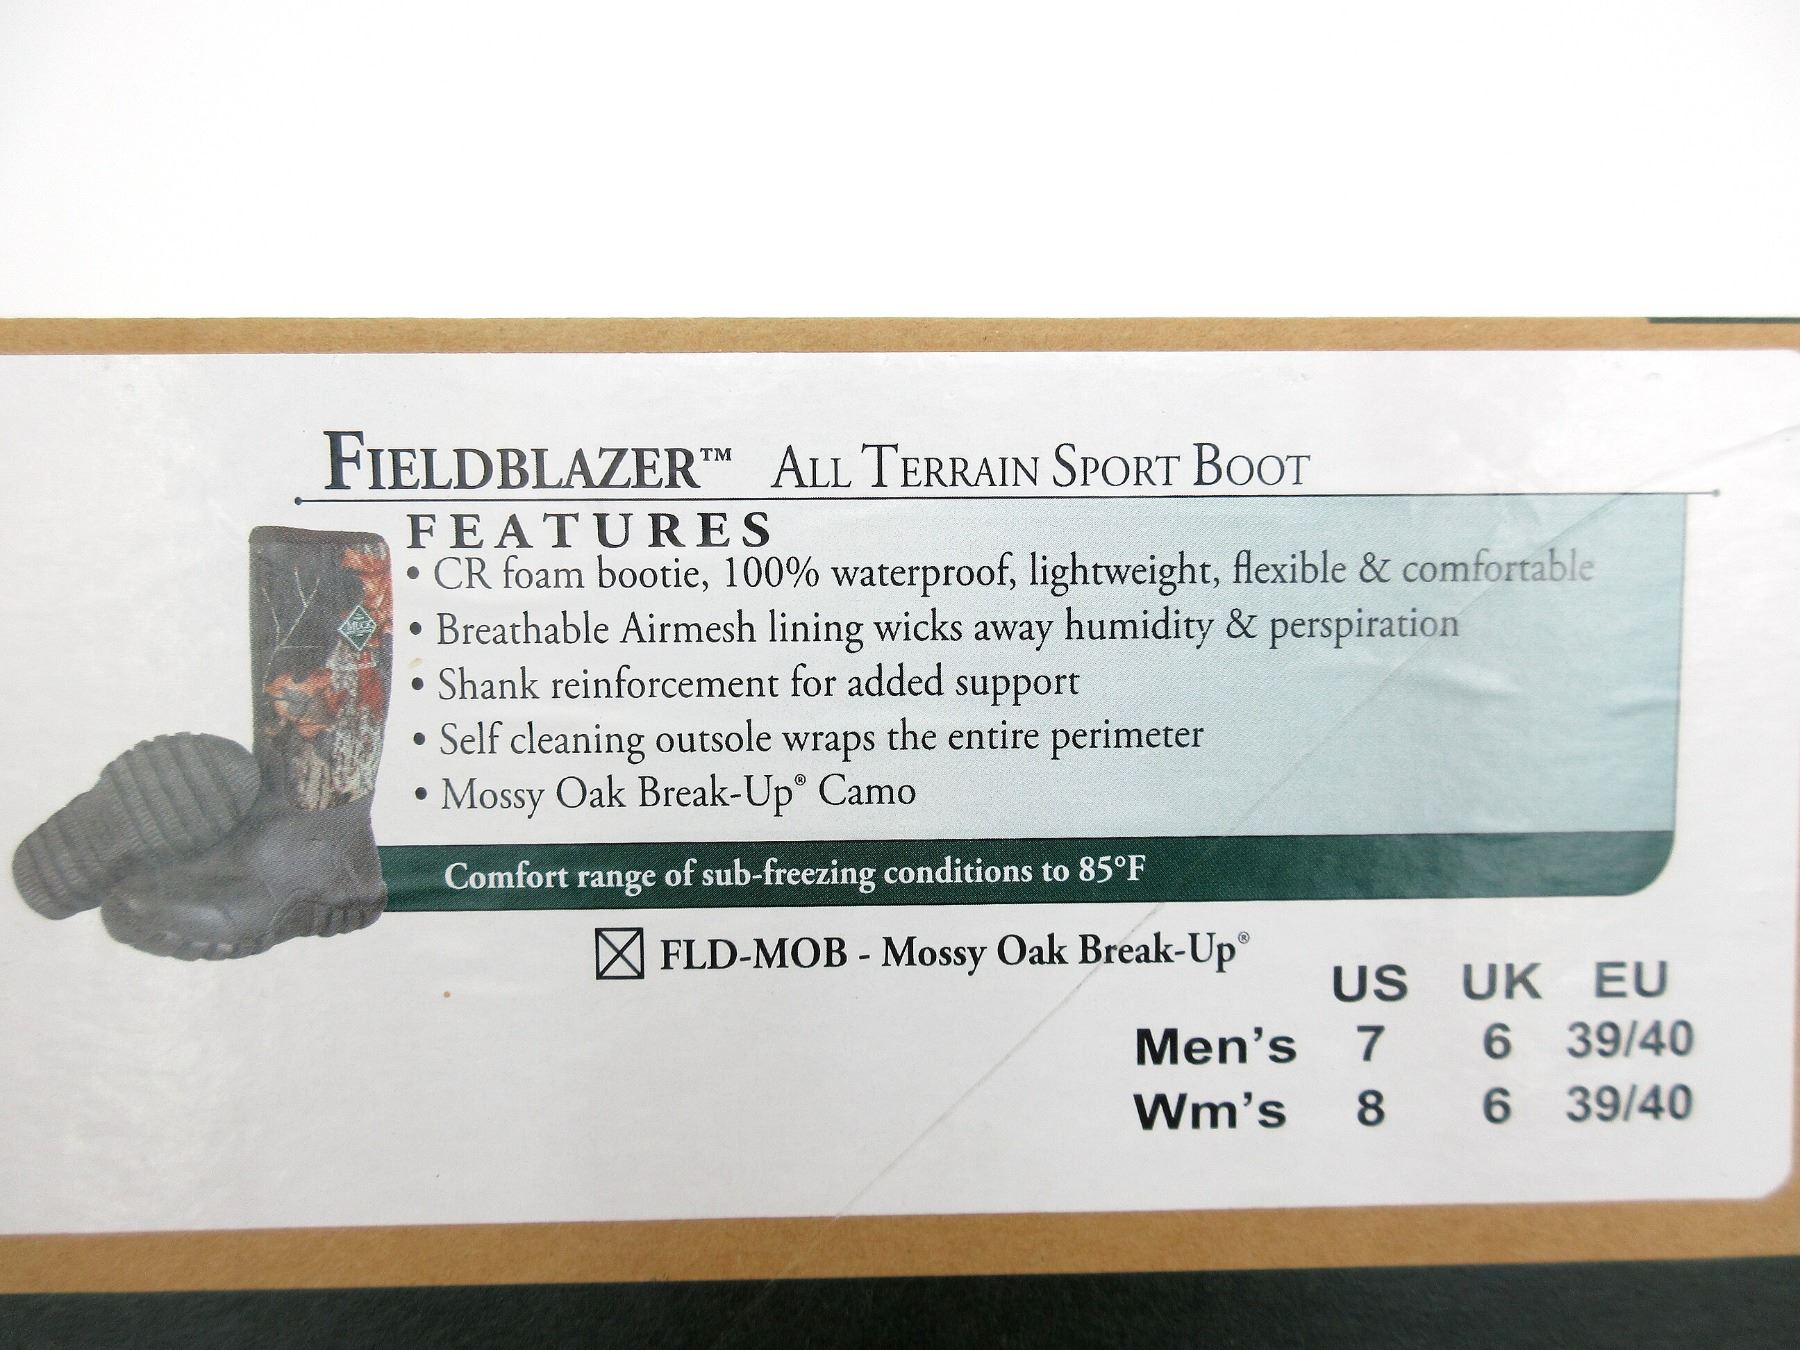 FIELDBLAZER™ ALL TERRAIN SPORT BOOT
FEATURES
• CR foam bootie, 100% waterproof, lightweight, flexible & comfortable
• Breathable Airmesh lining wicks away humidity & perspiration
• Shank reinforcement for added support
• Self cleaning outsole wraps the entire perimeter
• Mossy Oak Break-Up® Camo
MUCK
Comfort range of sub-freezing conditions to 85°F
FLD-MOB - Mossy Oak Break-Up®
US UK EU
Men's 7 6 39/40
Wm's 8 6 39/40